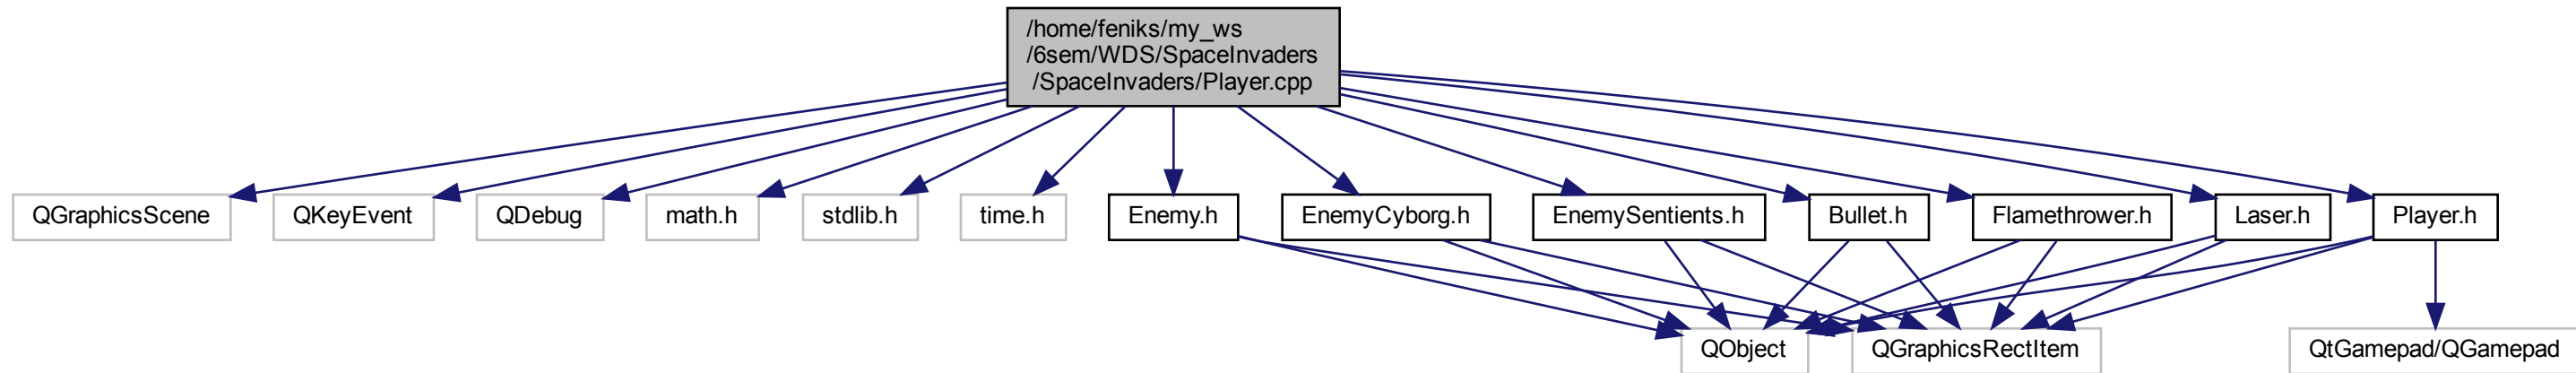 /home/feniks/my_ws
/6sem/WDS/SpaceInvaders
/SpaceInvaders/Player.cpp
QGraphicsScene
QKeyEvent
QDebug
math.h
stdlib.h
time.h
Enemy.h
EnemyCyborg.h
EnemySentients.h
Bullet.h
Flamethrower.h
Laser.h
Player.h
QObject
QGraphicsRectItem
QtGamepad/QGamepad